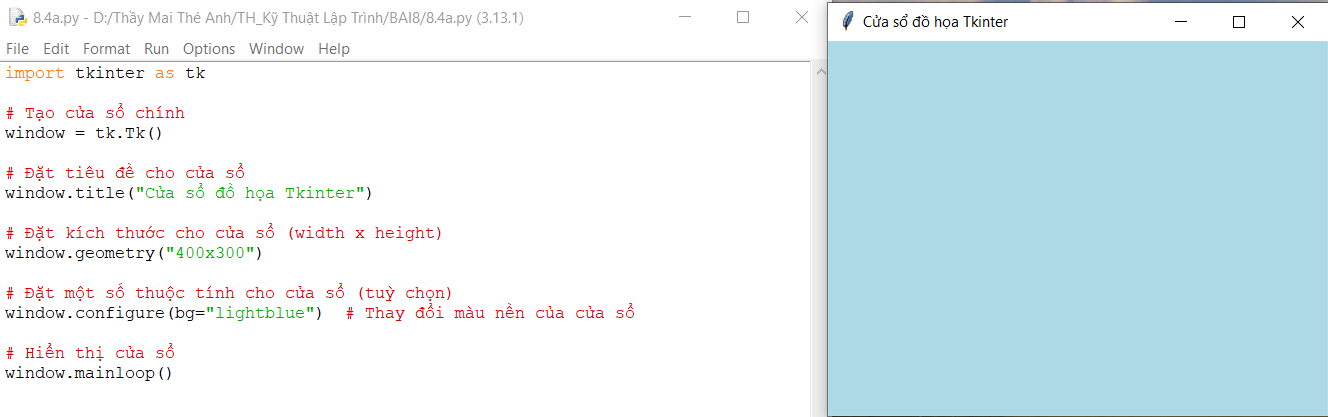 8.4a.py - D:/Thầy Mai Thé Anh/TH_Kỹ Thuật Lập Trình/BAI8/8.4a.py (3.13.1)
File Edit Format Run Options Window Help
import tkinter as tk
# Tạo cửa sổ chính
window = tk.Tk()
# Đặt tiêu đề cho cửa sổ
window.title("Cửa sổ đồ họa Tkinter")
# Đặt kích thước cho cửa sổ (width x height)
window.geometry("400x300")
# Đặt một số thuộc tính cho cửa sổ (tuỳ chọn)
window.configure(bg="lightblue")  # Thay đổi màu nền của cửa sổ
# Hiển thị cửa sổ
window.mainloop()
Cửa sổ đồ họa Tkinter